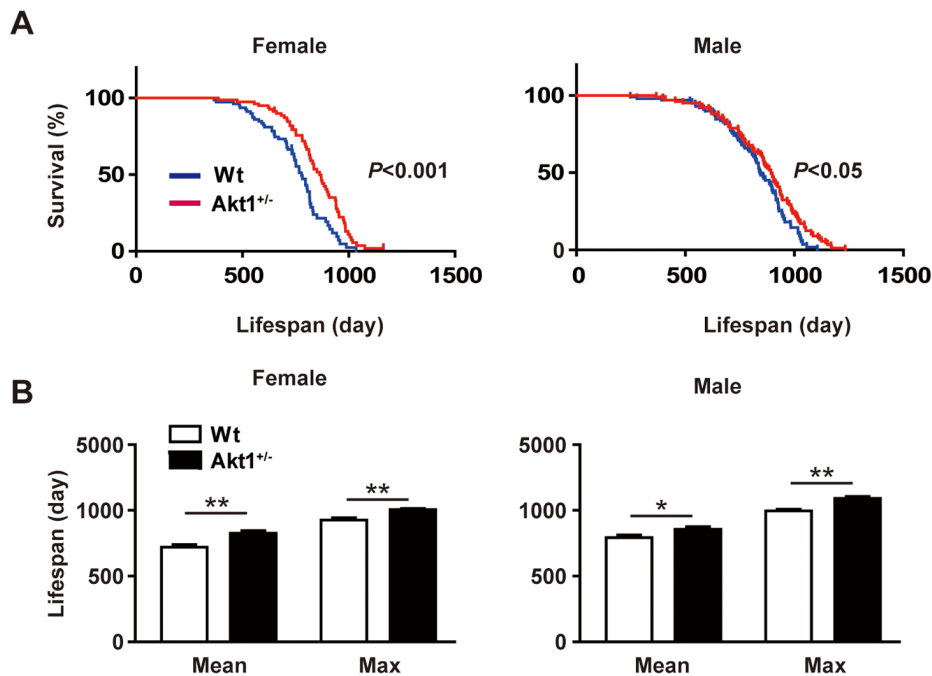 A
Female
Male
Survival (%)
100
50
0
Wt
Akt1+/-
P<0.001
0
500
1000
1500
Lifespan (day)
100
50
0
P<0.05
0
500
1000
1500
Lifespan (day)
B
Female
Male
Lifespan (day)
5000
1000
500
0
Wt
Akt1+/-
**
**
Mean
Max
5000
1000
500
0
*
**
Mean
Max